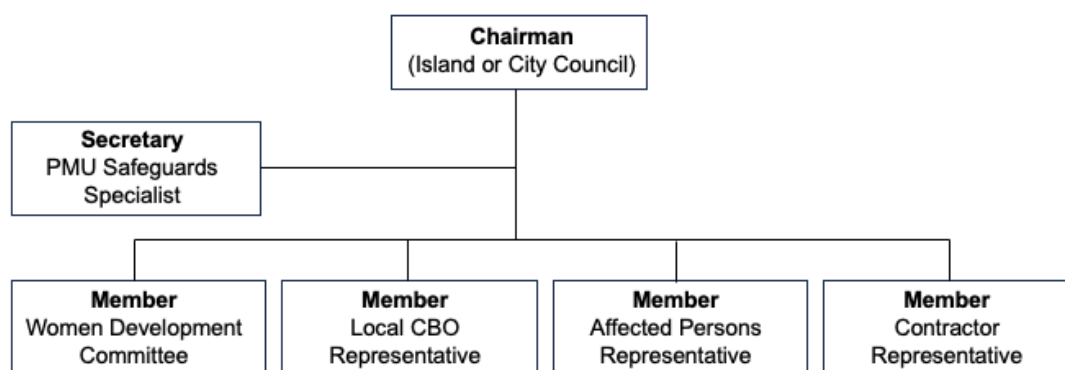 Chairman
(Island or City Council)
Secretary
PMU Safeguards
Specialist
Member
Women Development
Committee
Member
Local CBO
Representative
Member
Affected Persons
Representative
Member
Contractor
Representative